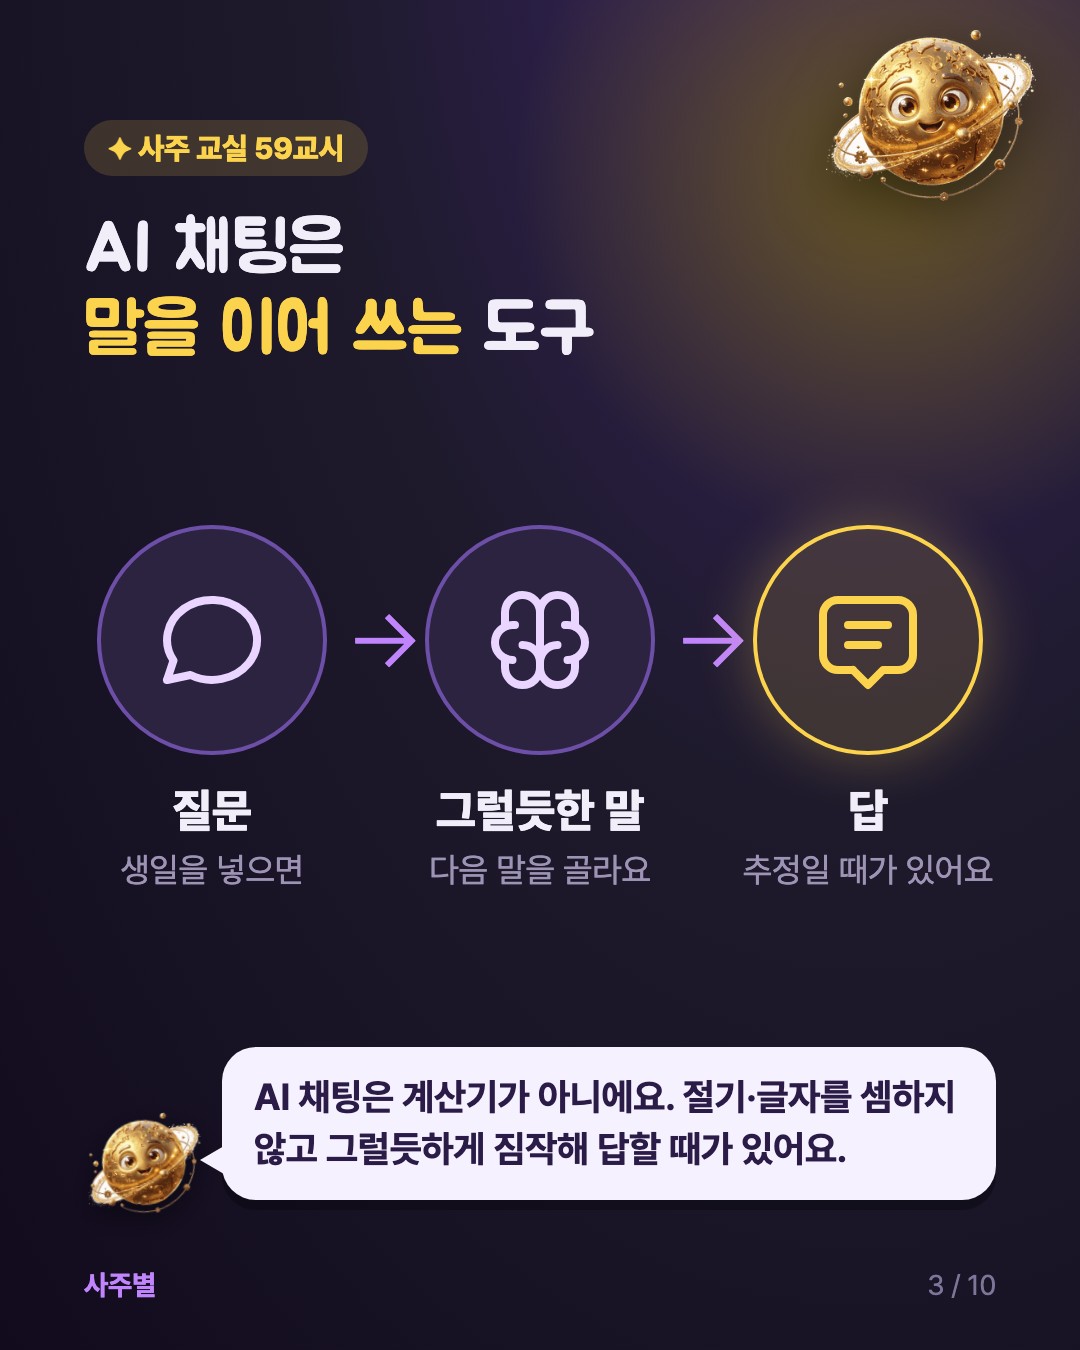 사주 교실 59교시
AI 채팅은
말을 이어 쓰는 도구
질문
생일을 넣으면
그럴듯한 말
다음 말을 골라요
답
추정일 때가 있어요
AI 채팅은 계산기가 아니에요. 절기·글자를 셈하지
않고 그럴듯하게 짐작해 답할 때가 있어요.
사주별
3 / 10